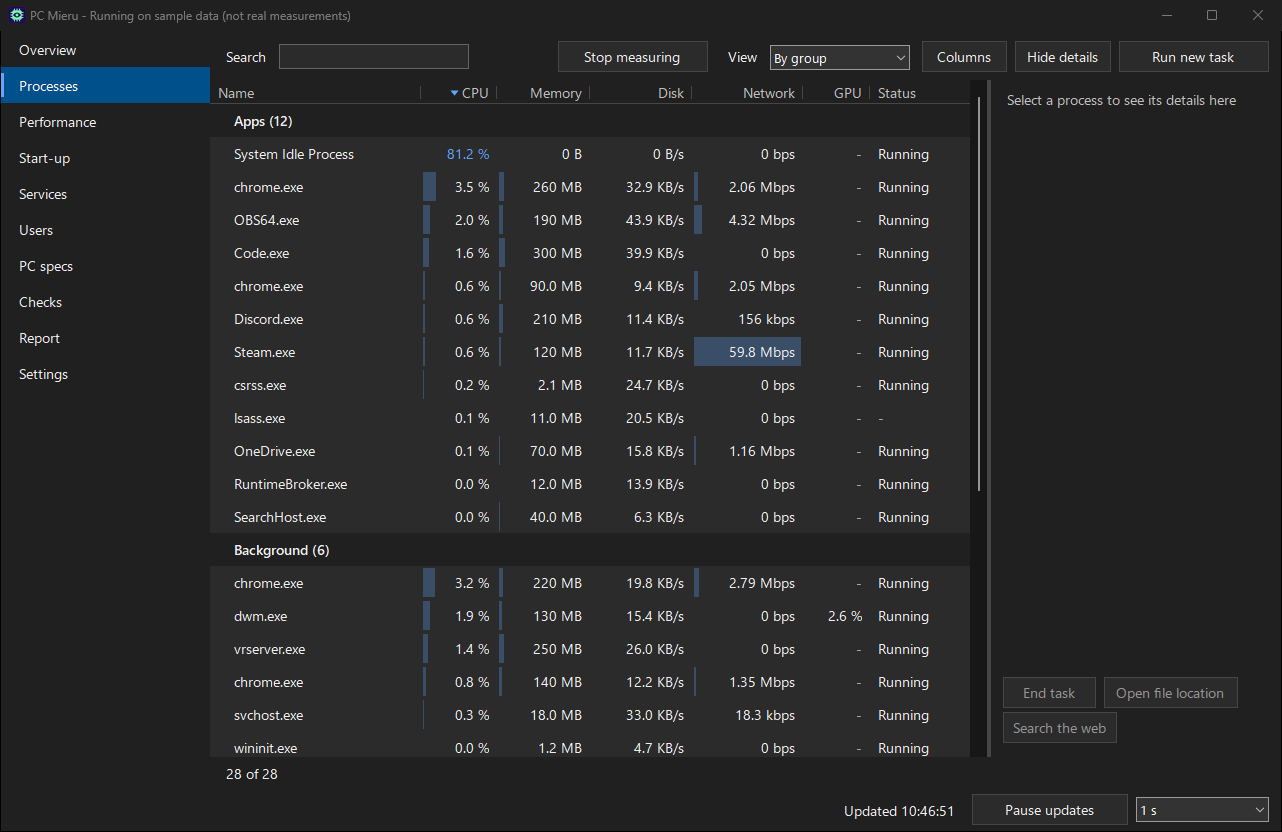 PC Mieru - Running on sample data (not real measurements)
Overview
Processes
Performance
Start-up
Services
Users
PC specs
Checks
Report
Settings
Search Stop measuring View By group Columns Hide details Run new task
Name CPU Memory Disk Network GPU Status
Apps (12)
System Idle Process 81.2 % 0 B 0 B/s 0 bps - Running
chrome.exe 3.5 % 260 MB 32.9 KB/s 2.06 Mbps - Running
OBS64.exe 2.0 % 190 MB 43.9 KB/s 4.32 Mbps - Running
Code.exe 1.6 % 300 MB 39.9 KB/s 0 bps - Running
chrome.exe 0.6 % 90.0 MB 9.4 KB/s 2.05 Mbps - Running
Discord.exe 0.6 % 210 MB 11.4 KB/s 156 kbps - Running
Steam.exe 0.6 % 120 MB 11.7 KB/s 59.8 Mbps - Running
csrss.exe 0.2 % 2.1 MB 24.7 KB/s 0 bps - Running
lsass.exe 0.1 % 11.0 MB 20.5 KB/s 0 bps - -
OneDrive.exe 0.1 % 70.0 MB 15.8 KB/s 1.16 Mbps - Running
RuntimeBroker.exe 0.0 % 12.0 MB 13.9 KB/s 0 bps - Running
SearchHost.exe 0.0 % 40.0 MB 6.3 KB/s 0 bps - Running
Background (6)
chrome.exe 3.2 % 220 MB 19.8 KB/s 2.79 Mbps - Running
dwm.exe 1.9 % 130 MB 15.4 KB/s 0 bps 2.6 % Running
vrserver.exe 1.4 % 250 MB 26.0 KB/s 0 bps - Running
chrome.exe 0.8 % 140 MB 12.2 KB/s 1.35 Mbps - Running
svchost.exe 0.3 % 18.0 MB 33.0 KB/s 18.3 kbps - Running
wininit.exe 0.0 % 1.2 MB 4.7 KB/s 0 bps - Running
28 of 28
Select a process to see its details here
End task Open file location
Search the web
Updated 10:46:51 Pause updates 1 s